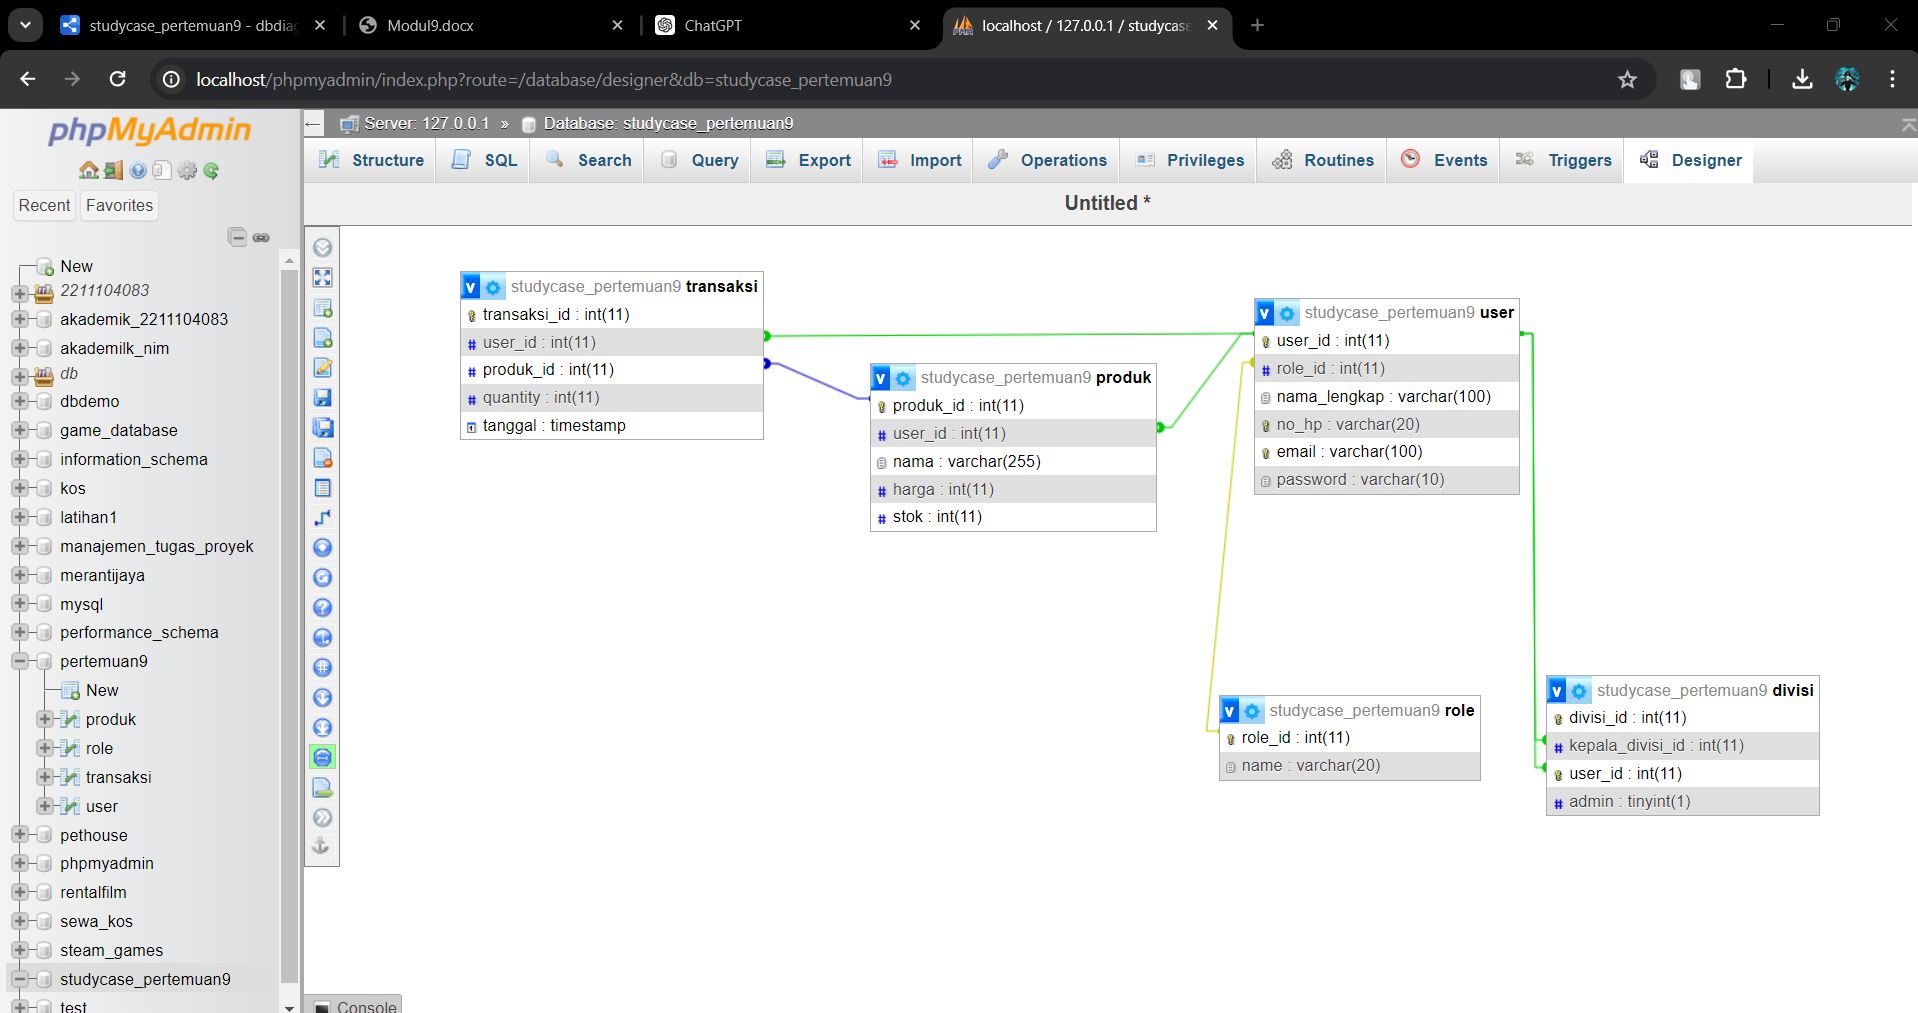 studycase_pertemuan9 - dbdiag
Modul9.docx
ChatGPT
localhost / 127.0.0.1 / studycase
localhost/phpmyadmin/index.php?route=/database/designer&db=studycase_pertemuan9
phpMyAdmin
Recent
Favorites
New
2211104083
akademik_2211104083
akademilk_nim
db
dbdemo
game_database
information_schema
kos
latihan1
manajemen_tugas_proyek
merantijaya
mysql
performance_schema
pertemuan9
New
produk
role
transaksi
user
pethouse
phpmyadmin
rentalfilm
sewa_kos
steam_games
studycase_pertemuan9
test
Server: 127.0.0.1 » Database: studycase_pertemuan9
Structure
SQL
Search
Query
Export
Import
Operations
Privileges
Routines
Events
Triggers
Designer
Untitled *
v studycase_pertemuan9 transaksi
transaksi_id : int(11)
# user_id : int(11)
# produk_id : int(11)
# quantity : int(11)
tanggal : timestamp
v studycase_pertemuan9 produk
produk_id : int(11)
# user_id : int(11)
nama : varchar(255)
# harga : int(11)
# stok : int(11)
v studycase_pertemuan9 user
user_id : int(11)
# role_id : int(11)
nama_lengkap : varchar(100)
no_hp : varchar(20)
email : varchar(100)
password : varchar(10)
v studycase_pertemuan9 role
role_id : int(11)
name : varchar(20)
v studycase_pertemuan9 divisi
divisi_id : int(11)
# kepala_divisi_id : int(11)
user_id : int(11)
# admin : tinyint(1)
Console